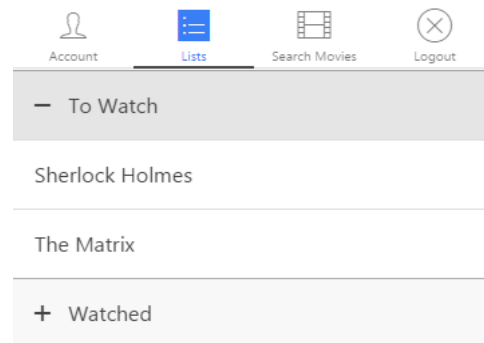 Account Lists Search Movies Logout
To Watch
Sherlock Holmes
The Matrix
Watched